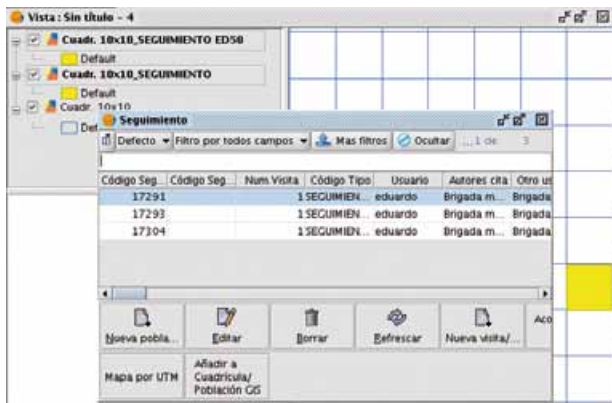 Vista : Sin título - 4
Cuadr. 10x10_SEGUIMIENTO ED50
Default
Cuadr. 10x10_SEGUIMIENTO
Default
Cuadr. 10x10
Def
Seguimiento
Defecto Filtro por todos campos Mas filtros Ocultar ...1 de 3
Código Seg... Código Seg... Num Visita Código Tipo Usuario Autores cita Otro us
17291 1 SEGUIMIEN... eduardo Brigada m... Brigada
17293 1 SEGUIMIEN... eduardo Brigada m... Brigada
17304 1 SEGUIMIEN... eduardo Brigada m... Brigada
Nueva pobla... Editar Borrar Refrescar Nueva visita/... Aco
Mapa por UTM Añadir a
Cuadrícula/
Población GIS